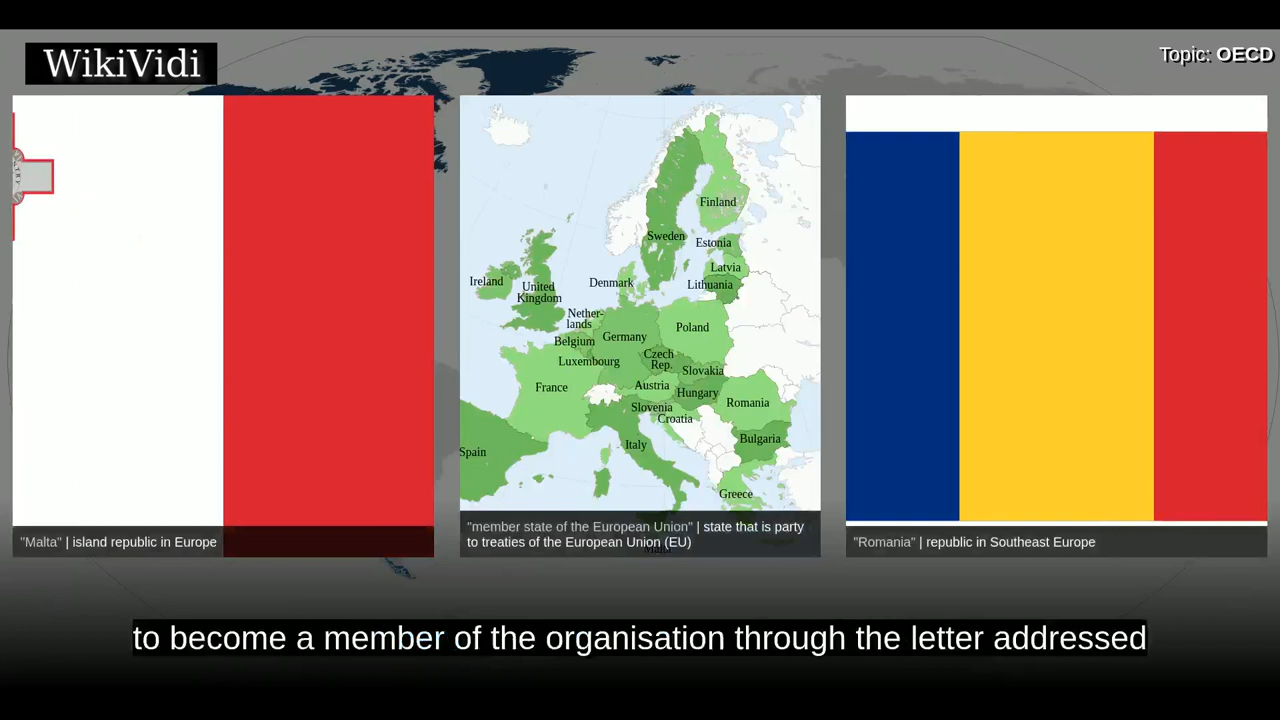 WikiVidi
Topic: OECD
Finland
Sweden
Estonia
Latvia
Lithuania
Ireland
United
Kingdom
Denmark
Nether-
lands
Belgium
Germany
Poland
Luxembourg
Czech
Rep.
Slovakia
France
Austria
Hungary
Romania
Slovenia
Croatia
Bulgaria
Italy
Spain
Greece
Malta
"Malta" | island republic in Europe
"member state of the European Union" | state that is party
to treaties of the European Union (EU)
"Romania" | republic in Southeast Europe
to become a member of the organisation through the letter addressed